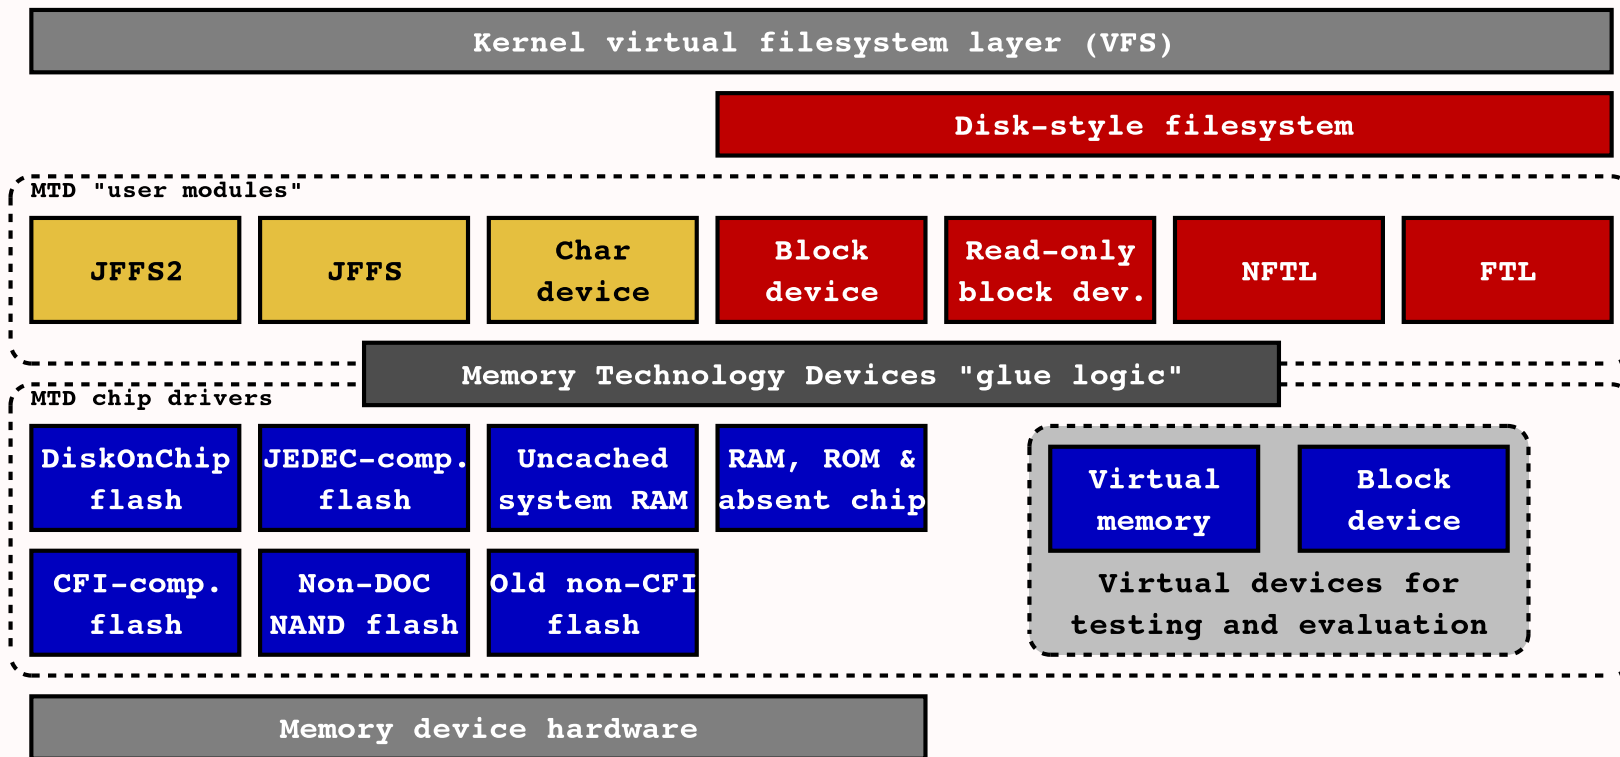 Kernel virtual filesystem layer (VFS)
Disk-style filesystem
MTD "user modules"
JFFS2
JFFS
Char
device
Block
device
Read-only
block dev.
NFTL
FTL
Memory Technology Devices "glue logic"
MTD chip drivers
DiskOnChip
flash
JEDEC-comp.
flash
Uncached
system RAM
RAM, ROM &
absent chip
Virtual
memory
Block
device
CFI-comp.
flash
Non-DOC
NAND flash
Old non-CFI
flash
Virtual devices for
testing and evaluation
Memory device hardware